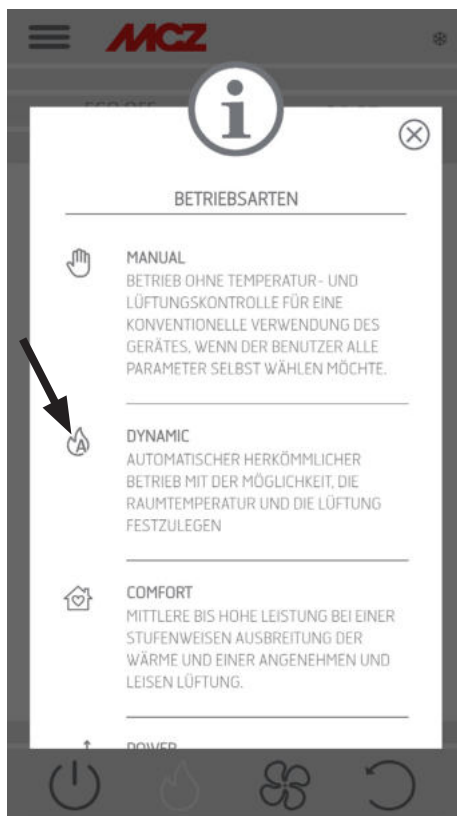 MCZ
i
BETRIEBSARTEN
MANUAL
BETRIEB OHNE TEMPERATUR- UND
LÜFTUNGSKONTROLLE FÜR EINE
KONVENTIONELLE VERWENDUNG DES
GERÄTES, WENN DER BENUTZER ALLE
PARAMETER SELBST WÄHLEN MÖCHTE.
A
DYNAMIC
AUTOMATISCHER HERKÖMMLICHER
BETRIEB MIT DER MÖGLICHKEIT, DIE
RAUMTEMPERATUR UND DIE LÜFTUNG
FESTZULEGEN
COMFORT
MITTLERE BIS HOHE LEISTUNG BEI EINER
STUFENWEISEN AUSBREITUNG DER
WÄRME UND EINER ANGENEHMEN UND
LEISEN LÜFTUNG.
POWER